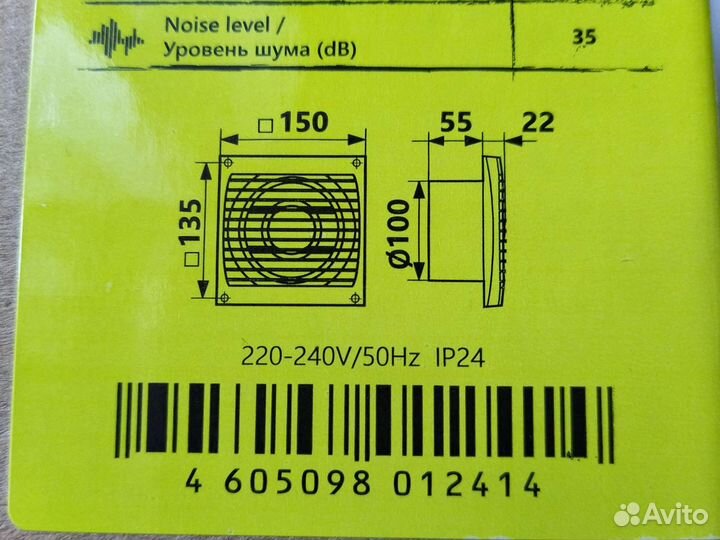 Noise level /
Уровень шума (dB)
35
□ 150
55
22
□ 135
Ø100
220-240V/50Hz IP24
4 605098 012414
Avito